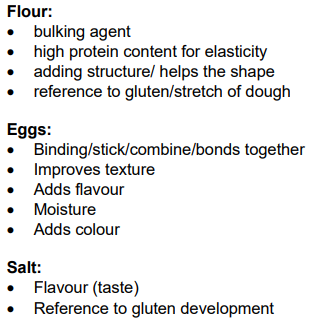 Flour:
• bulking agent
• high protein content for elasticity
• adding structure/ helps the shape
• reference to gluten/stretch of dough
Eggs:
• Binding/stick/combine/bonds together
• Improves texture
• Adds flavour
• Moisture
• Adds colour
Salt:
• Flavour (taste)
• Reference to gluten development